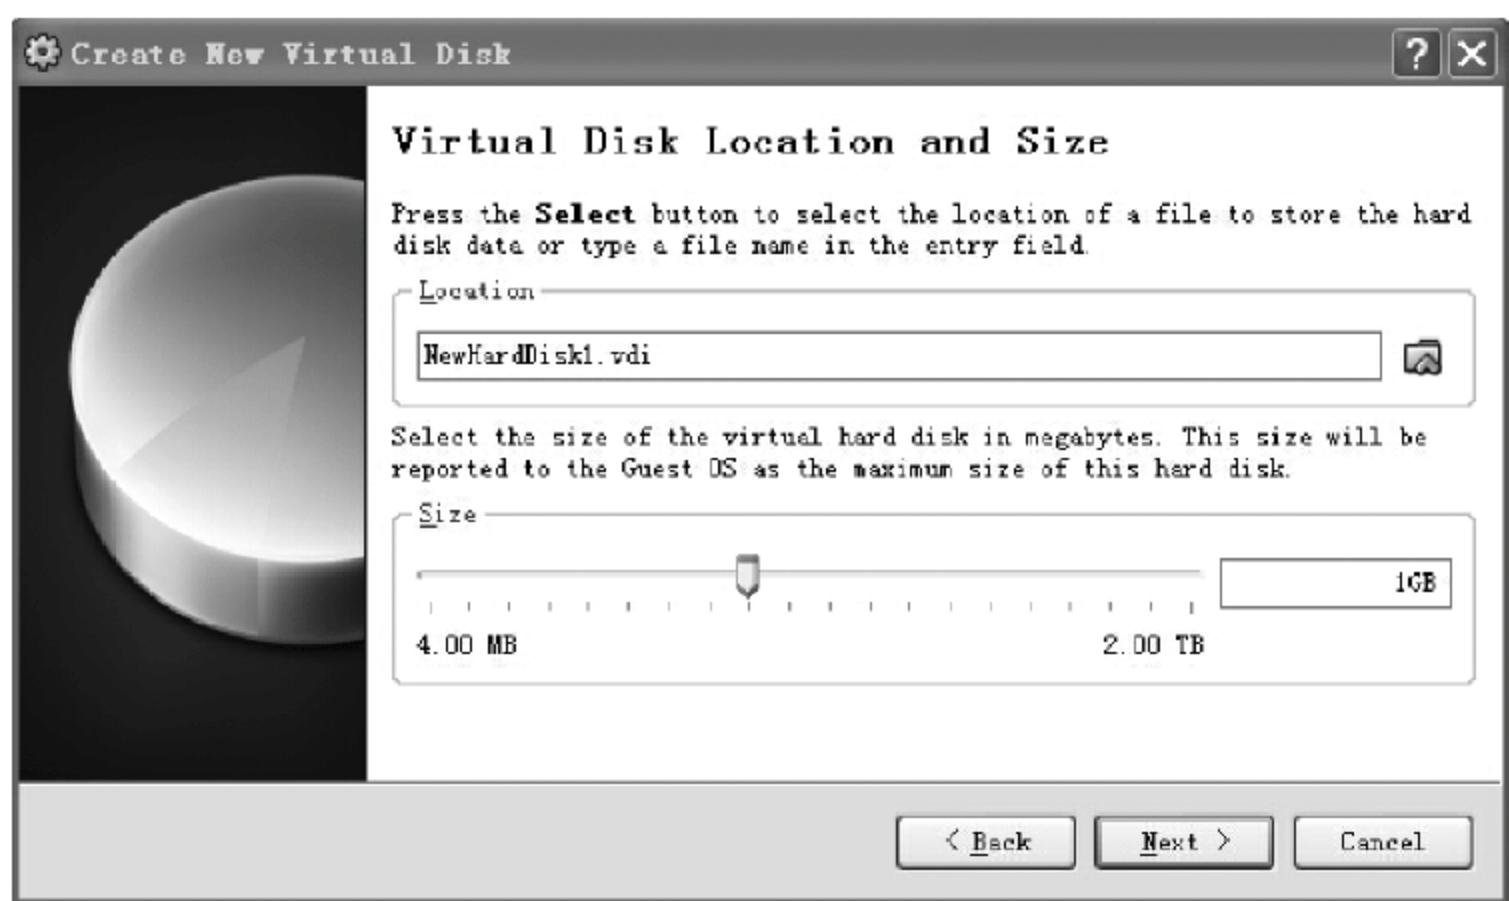 Create New Virtual Disk
Virtual Disk Location and Size
Press the Select button to select the location of a file to store the hard
disk data or type a file name in the entry field.
Location
NewHardDisk1.vdi
Select the size of the virtual hard disk in megabytes. This size will be
reported to the Guest OS as the maximum size of this hard disk.
Size
1GB
4.00 MB 2.00 TB
< Back Next > Cancel